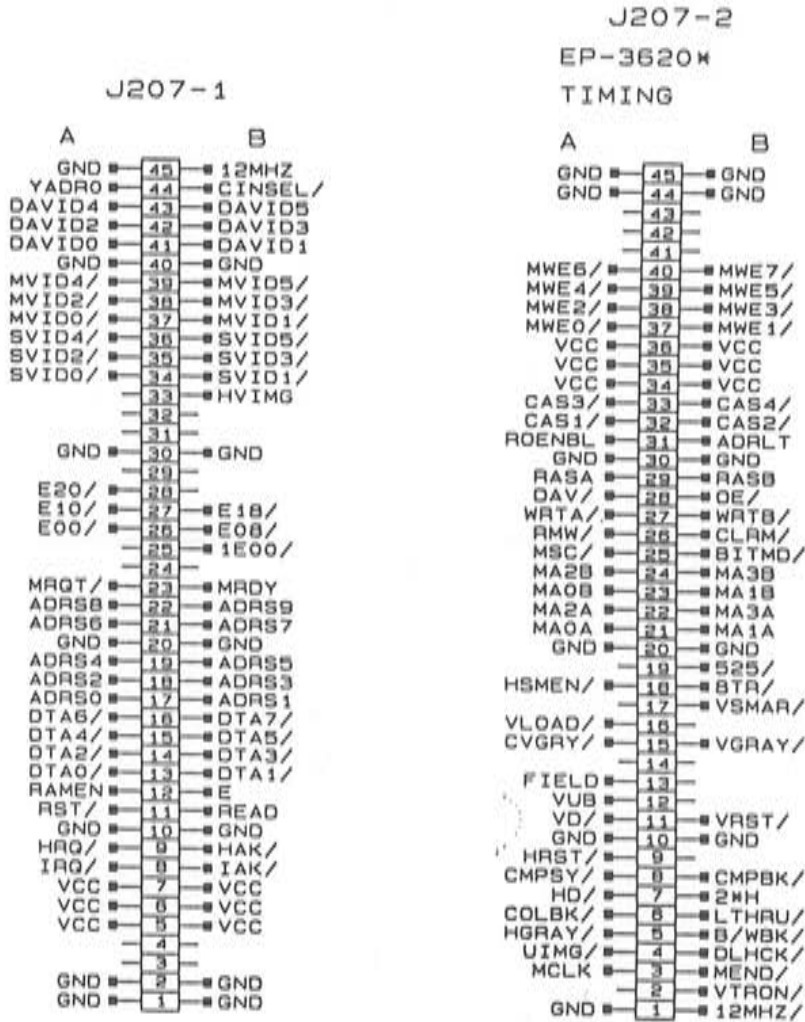 J207-1
A B
GND 45 12MHZ
YADR0 44 CINSEL/
DAVID4 43 DAVID5
DAVID2 42 DAVID3
DAVID0 41 DAVID1
GND 40 GND
MVID4/ 39 MVID5/
MVID2/ 38 MVID3/
MVID0/ 37 MVID1/
SVID4/ 36 SVID5/
SVID2/ 35 SVID3/
SVID0/ 34 SVID1/
33 HVIMG
32
31
GND 30 GND
29
E20/ 28
E10/ 27 E18/
E00/ 26 E08/
25 1E00/
24
MRQT/ 23 MRDY
ADRS8 22 ADRS9
ADRS6 21 ADRS7
GND 20 GND
ADRS4 19 ADRS5
ADRS2 18 ADRS3
ADRS0 17 ADRS1
DTA6/ 16 DTA7/
DTA4/ 15 DTA5/
DTA2/ 14 DTA3/
DTA0/ 13 DTA1/
RAMEN 12 E
RST/ 11 READ
GND 10 GND
HRQ/ 9 HAK/
IRQ/ 8 IAK/
VCC 7 VCC
VCC 6 VCC
VCC 5 VCC
4
3
GND 2 GND
GND 1 GND
J207-2
EP-3620*
TIMING
A B
GND 45 GND
GND 44 GND
43
42
41
MWE6/ 40 MWE7/
MWE4/ 39 MWE5/
MWE2/ 38 MWE3/
MWE0/ 37 MWE1/
VCC 36 VCC
VCC 35 VCC
VCC 34 VCC
CAS3/ 33 CAS4/
CAS1/ 32 CAS2/
ROENBL 31 ADRLT
GND 30 GND
RASA 29 RASB
DAV/ 28 OE/
WRTA/ 27 WRTB/
RMW/ 26 CLRM/
MSC/ 25 BITMD/
MA2B 24 MA3B
MA0B 23 MA1B
MA2A 22 MA3A
MA0A 21 MA1A
GND 20 GND
19 525/
HSMEN/ 18 BTR/
17 VSMAR/
VLOAD/ 16
CVGRY/ 15 VGRAY/
14
FIELD 13
VUB 12
VD/ 11 VRST/
GND 10 GND
HRST/ 9
CMPSY/ 8 CMPBK/
HD/ 7 2*H
COLBK/ 6 LTHRU/
HGRAY/ 5 B/WBK/
UIMG/ 4 DLHCK/
MCLK 3 MEND/
2 VTRON/
GND 1 12MHZ/